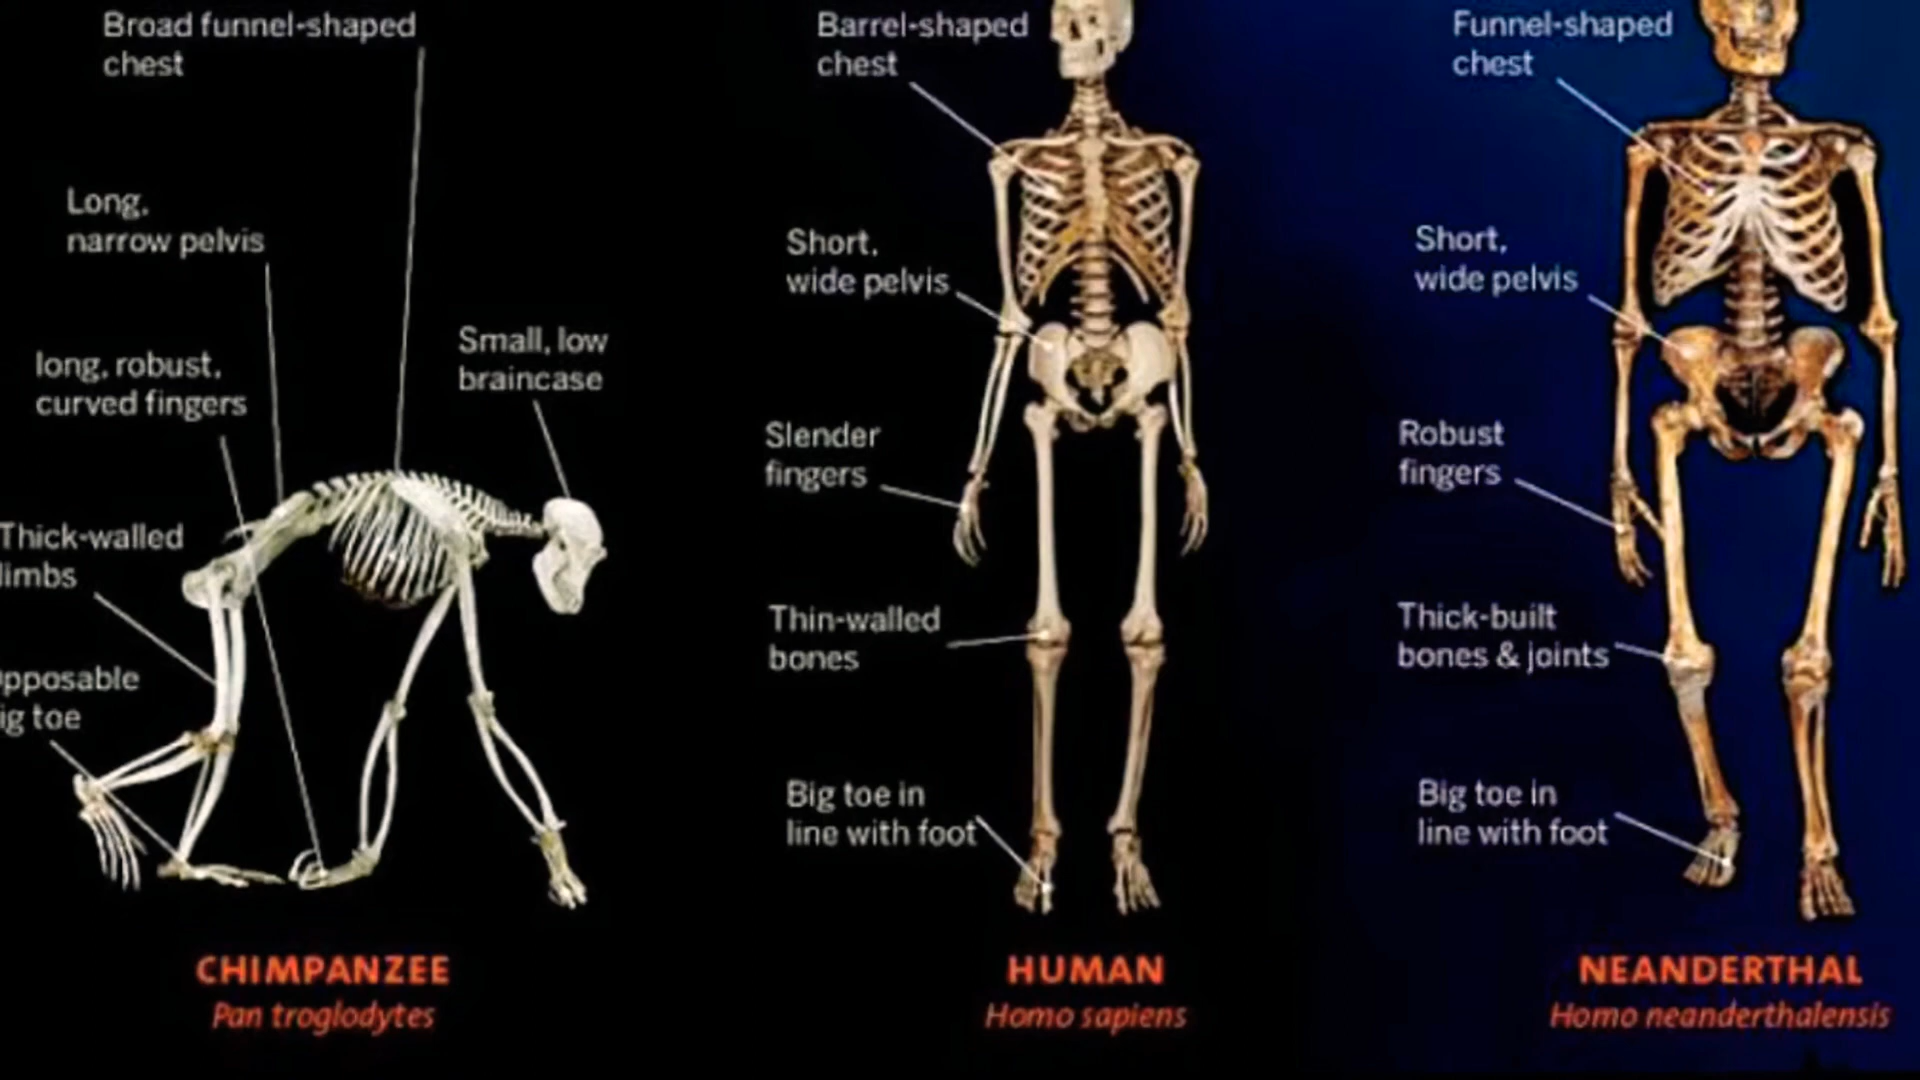 Broad funnel-shaped
chest
Long,
narrow pelvis
long, robust,
curved fingers
Small, low
braincase
Thick-walled
limbs
pposable
ig toe
CHIMPANZEE
Pan troglodytes
Barrel-shaped
chest
Short,
wide pelvis
Slender
fingers
Thin-walled
bones
Big toe in
line with foot
HUMAN
Homo sapiens
Funnel-shaped
chest
Short,
wide pelvis
Robust
fingers
Thick-built
bones & joints
Big toe in
line with foot
NEANDERTHAL
Homo neanderthalensis